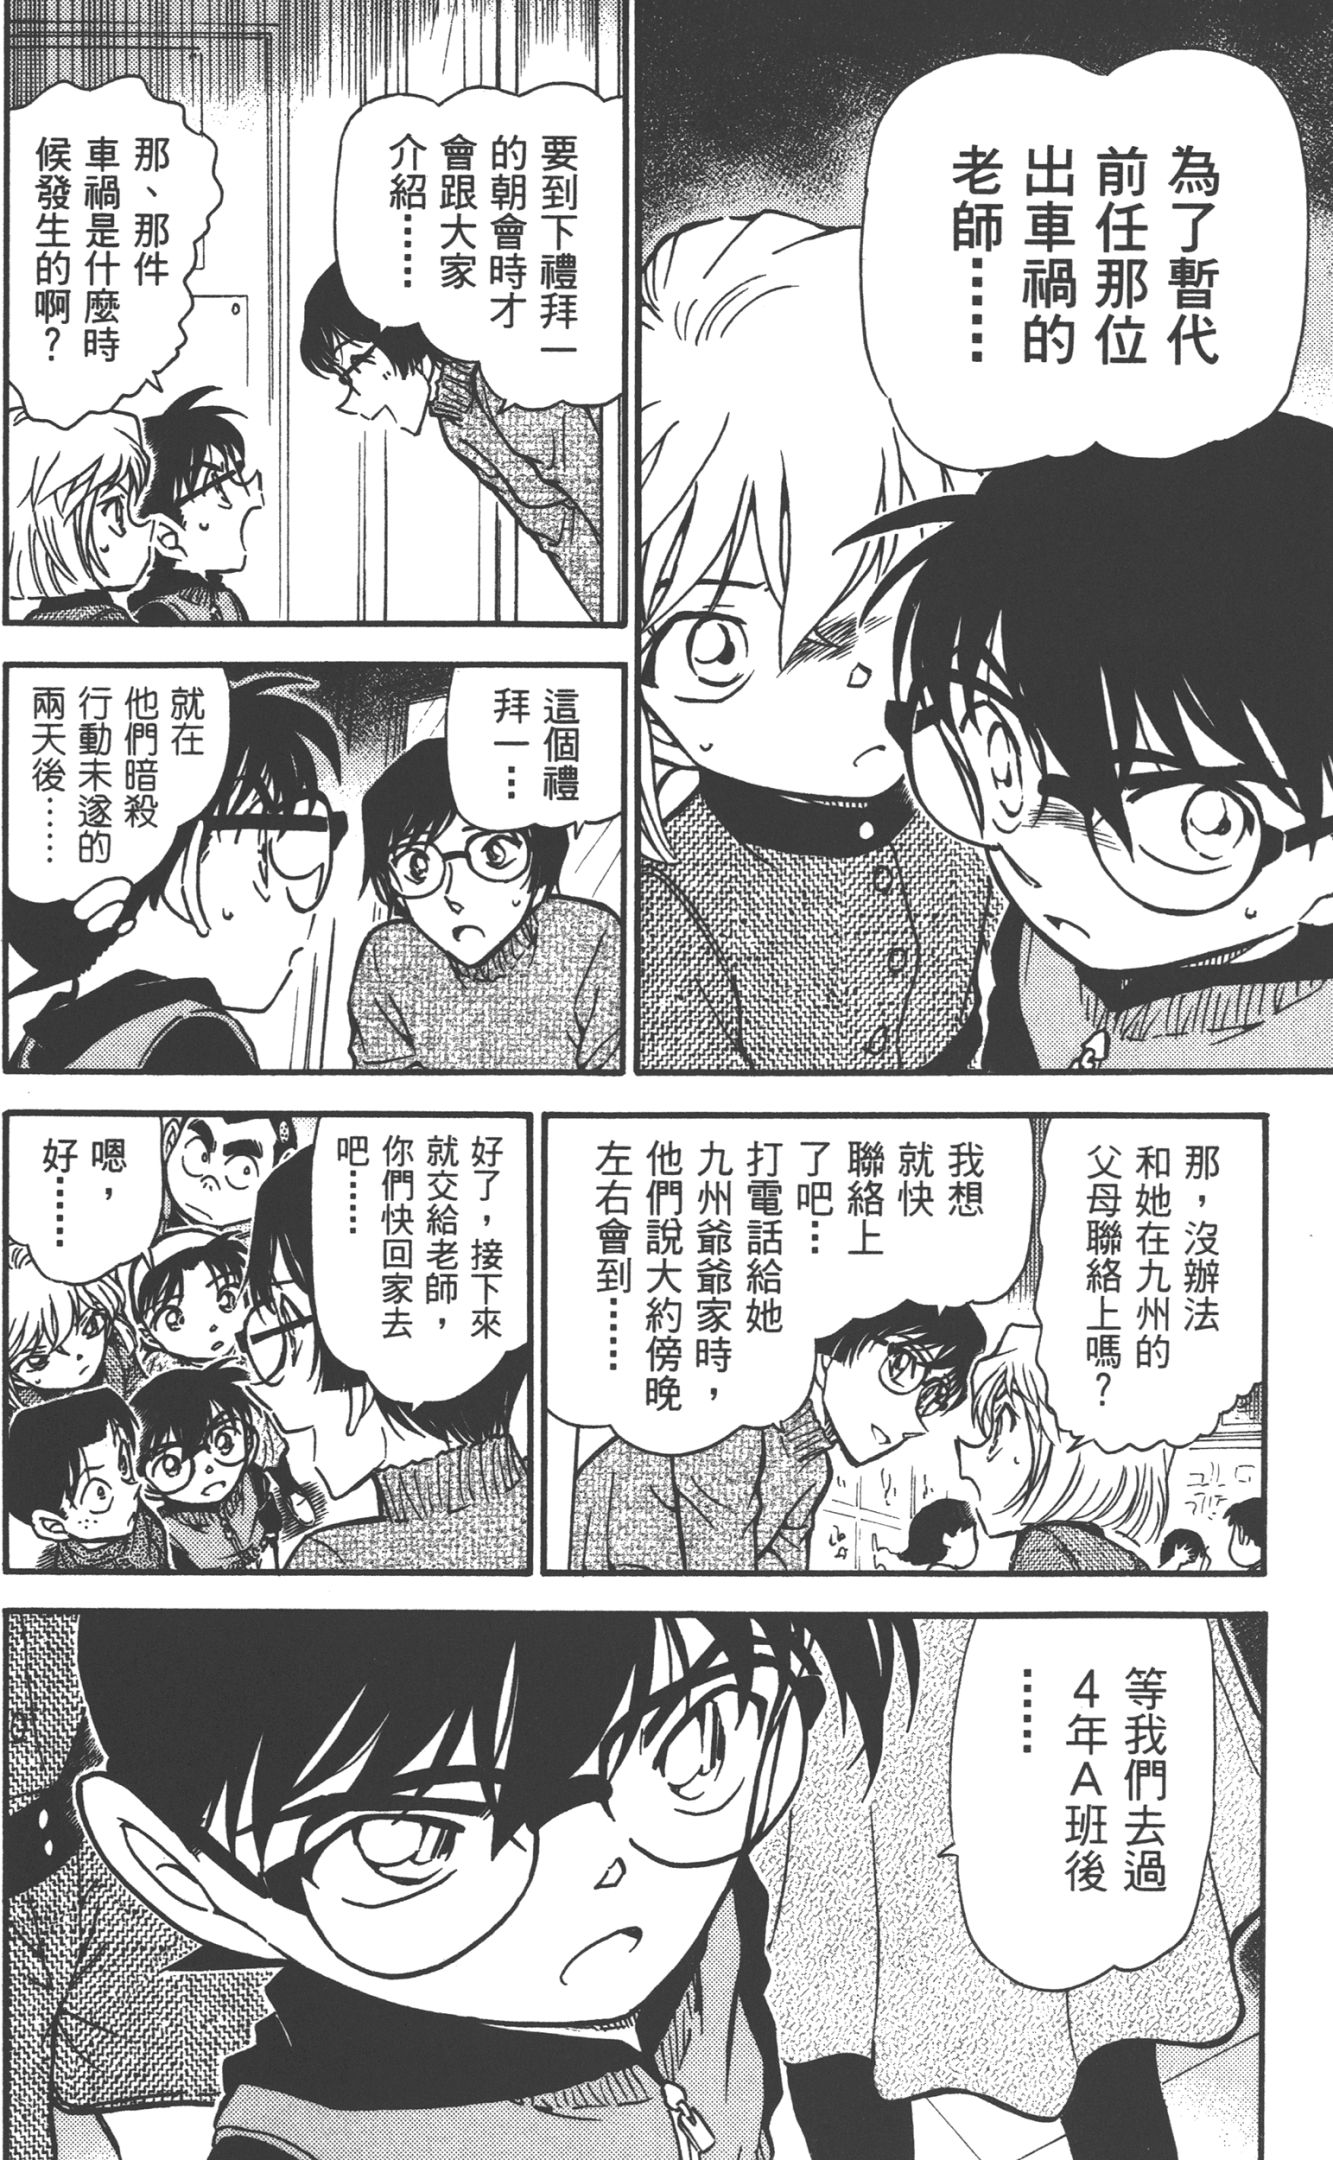 為了暫代
前任那位
出車禍的
老師……
要到下禮拜一
的朝會時才
會跟大家
介紹……
那、那件
車禍是什麼時
候發生的啊？
這個禮
拜一…
就在
他們暗殺
行動未遂的
兩天後……
那，沒辦法
和她在九州的
父母聯絡上嗎？
我想
就快
聯絡上
了吧…
打電話給她
九州爺爺家時，
他們說大約傍晚
左右會到……
好了，接下來
就交給老師，
你們快回家去
吧……
嗯，
好……
等我們去過
4年A班後
……